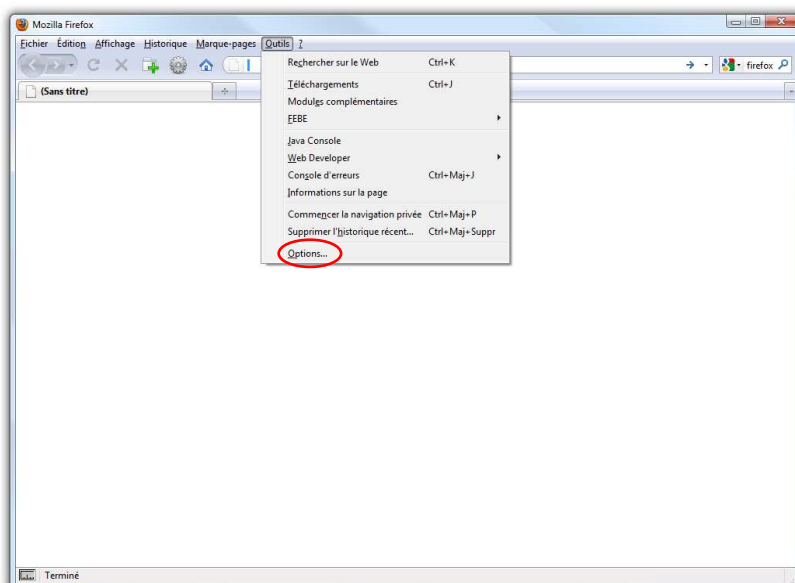 Mozilla Firefox
Fichier Édition Affichage Historique Marque-pages Outils ?
firefox
(Sans titre)
Rechercher sur le Web Ctrl+K
Téléchargements Ctrl+J
Modules complémentaires
FEBE
Java Console
Web Developer
Console d'erreurs Ctrl+Maj+J
Informations sur la page
Commencer la navigation privée Ctrl+Maj+P
Supprimer l'historique récent... Ctrl+Maj+Suppr
Options...
Terminé